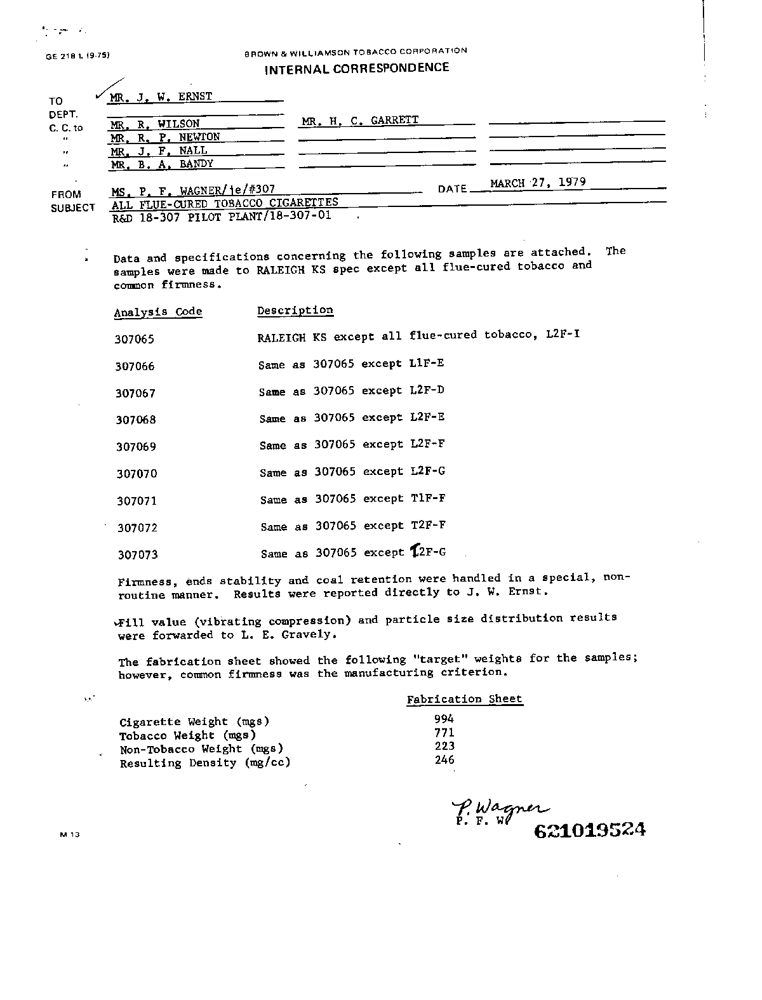 GE 218 L (9-75)
BROWN & WILLIAMSON TOBACCO CORPORATION
INTERNAL CORRESPONDENCE
TO MR. J. W. ERNST
DEPT.
C. C. to MR. R. WILSON MR. H. C. GARRETT
" MR. R. P. NEWTON
" MR. J. F. NALL
" MR. B. A. BANDY
FROM MS. P. F. WAGNER/je/#307 DATE MARCH 27, 1979
SUBJECT ALL FLUE-CURED TOBACCO CIGARETTES
R&D 18-307 PILOT PLANT/18-307-01
Data and specifications concerning the following samples are attached. The
samples were made to RALEIGH KS spec except all flue-cured tobacco and
common firmness.
Analysis Code Description
307065 RALEIGH KS except all flue-cured tobacco, L2F-I
307066 Same as 307065 except L1F-E
307067 Same as 307065 except L2F-D
307068 Same as 307065 except L2F-E
307069 Same as 307065 except L2F-F
307070 Same as 307065 except L2F-G
307071 Same as 307065 except T1F-F
307072 Same as 307065 except T2F-F
307073 Same as 307065 except T2F-G
Firmness, ends stability and coal retention were handled in a special, non-
routine manner. Results were reported directly to J. W. Ernst.
Fill value (vibrating compression) and particle size distribution results
were forwarded to L. E. Gravely.
The fabrication sheet showed the following "target" weights for the samples;
however, common firmness was the manufacturing criterion.
Fabrication Sheet
Cigarette Weight (mgs) 994
Tobacco Weight (mgs) 771
Non-Tobacco Weight (mgs) 223
Resulting Density (mg/cc) 246
P. Wagner
P. F. W
621019524
M 13